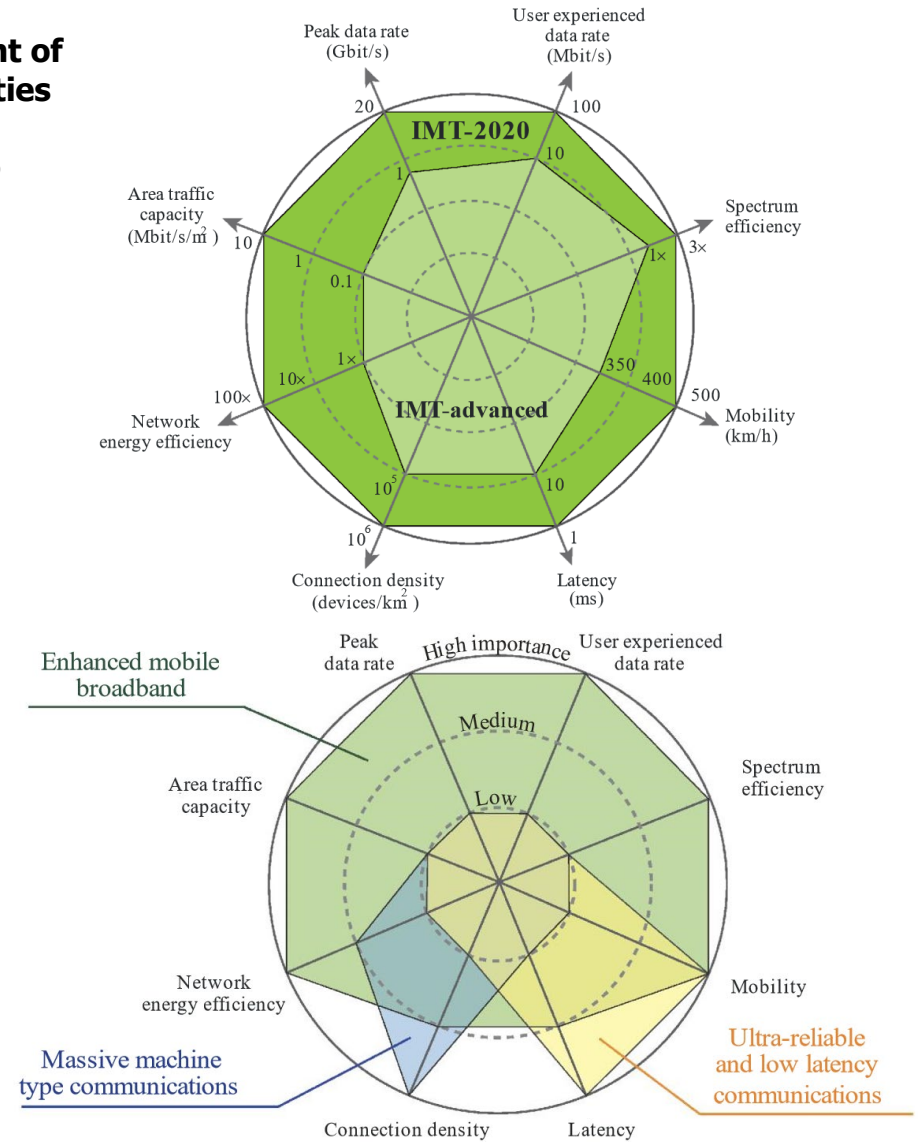 nt of
ties
Peak data rate
(Gbit/s)
User experienced
data rate
(Mbit/s)
20
100
IMT-2020
1
10
Area traffic
capacity
(Mbit/s/m²)
Spectrum
efficiency
10
1
0.1
1×
3×
1×
10×
100×
350
400
500
Network
energy efficiency
IMT-advanced
Mobility
(km/h)
10⁵
10
10⁶
1
Connection density
(devices/km²)
Latency
(ms)
Peak
data rate
High importance
User experienced
data rate
Enhanced mobile
broadband
Medium
Area traffic
capacity
Low
Spectrum
efficiency
Network
energy efficiency
Mobility
Massive machine
type communications
Ultra-reliable
and low latency
communications
Connection density
Latency